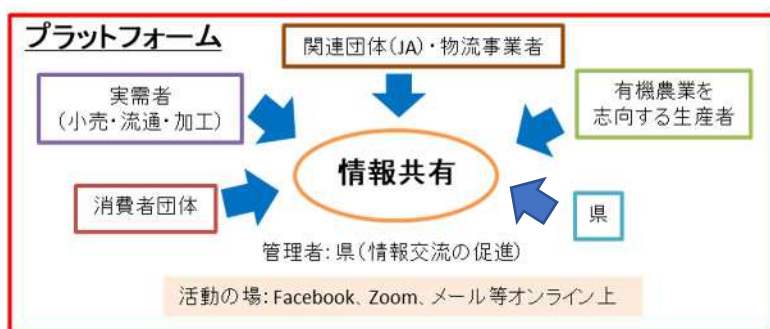 プラットフォーム
関連団体(JA)・物流事業者
実需者
(小売・流通・加工)
有機農業を
志向する生産者
情報共有
消費者団体
県
管理者:県(情報交流の促進)
活動の場:Facebook、Zoom、メール等オンライン上